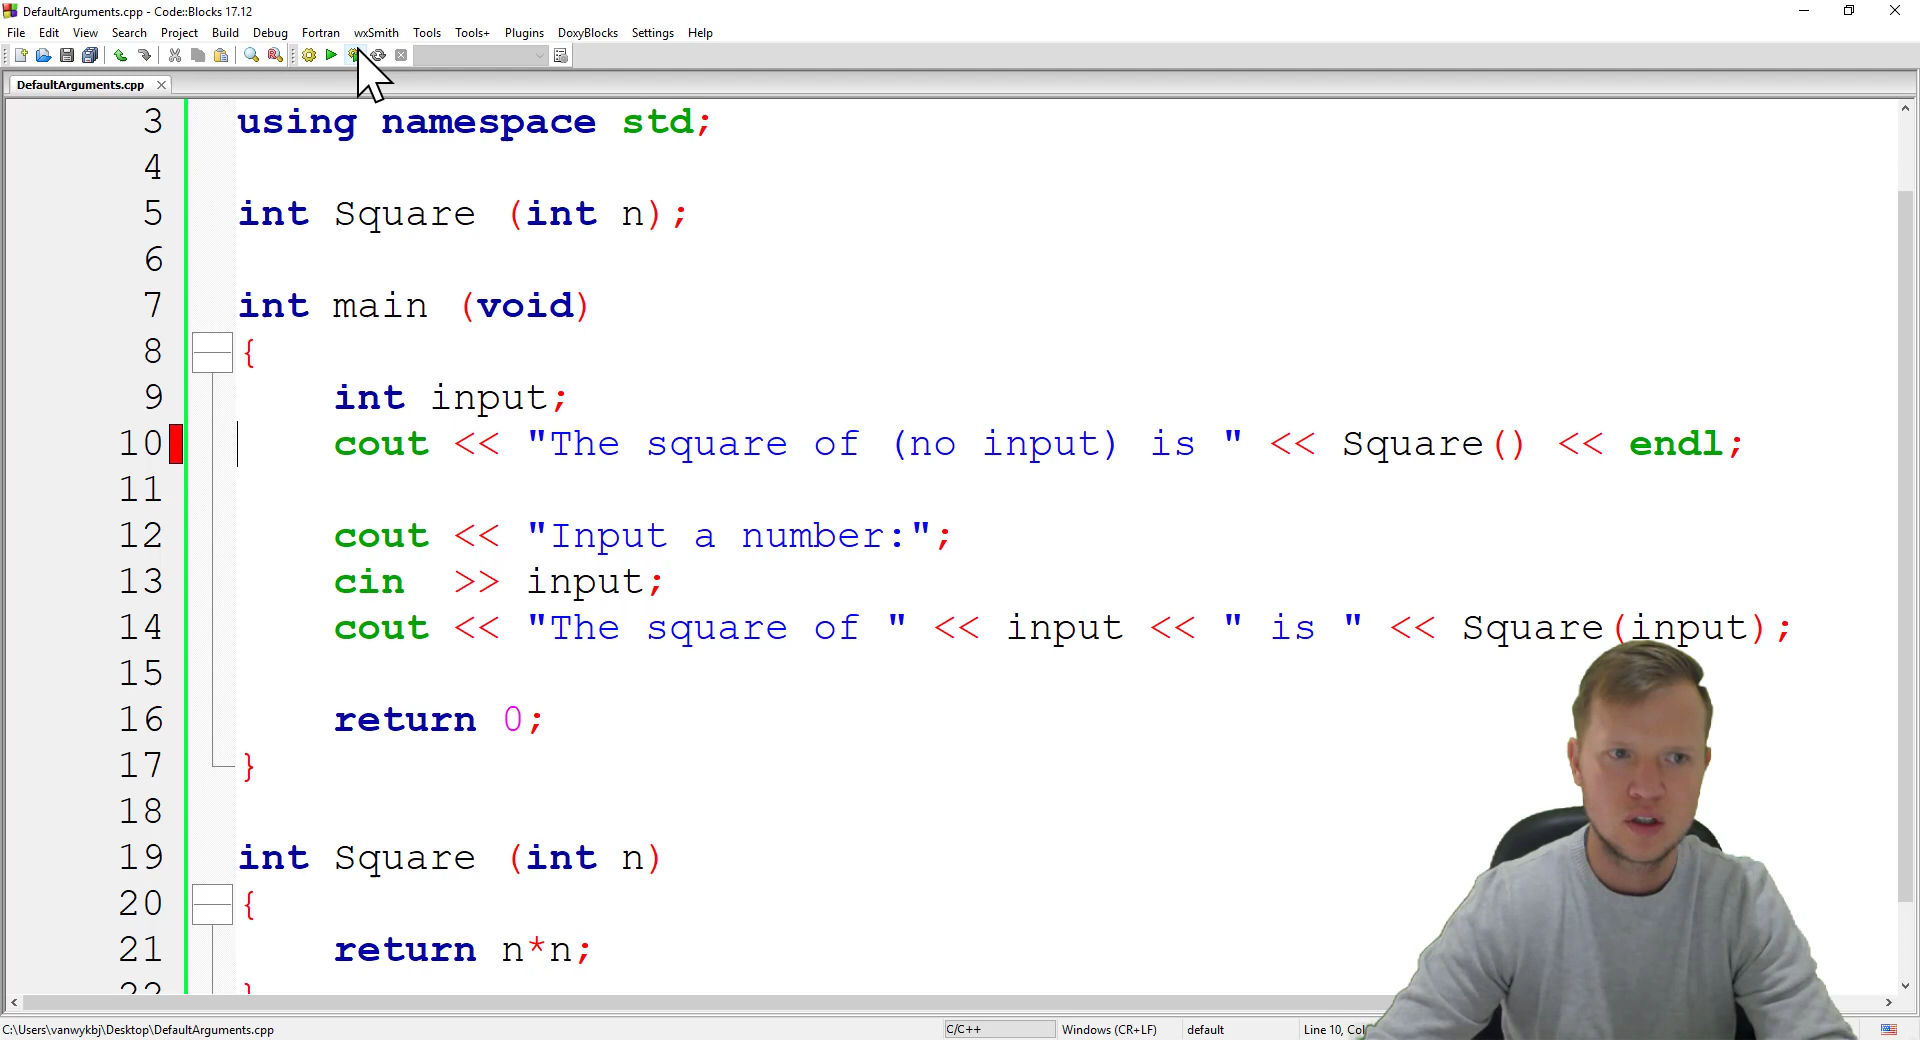 DefaultArguments.cpp - Code::Blocks 17.12
File Edit View Search Project Build Debug Fortran wxSmith Tools Tools+ Plugins DoxyBlocks Settings Help
DefaultArguments.cpp
3 using namespace std;
4
5 int Square (int n);
6
7 int main (void)
8 {
9 int input;
10 cout << "The square of (no input) is " << Square() << endl;
11
12 cout << "Input a number:";
13 cin >> input;
14 cout << "The square of " << input << " is " << Square(input);
15
16 return 0;
17 }
18
19 int Square (int n)
20 {
21 return n*n;
22 }
C:\Users\vanwykbj\Desktop\DefaultArguments.cpp C/C++ Windows (CR+LF) default Line 10, Col